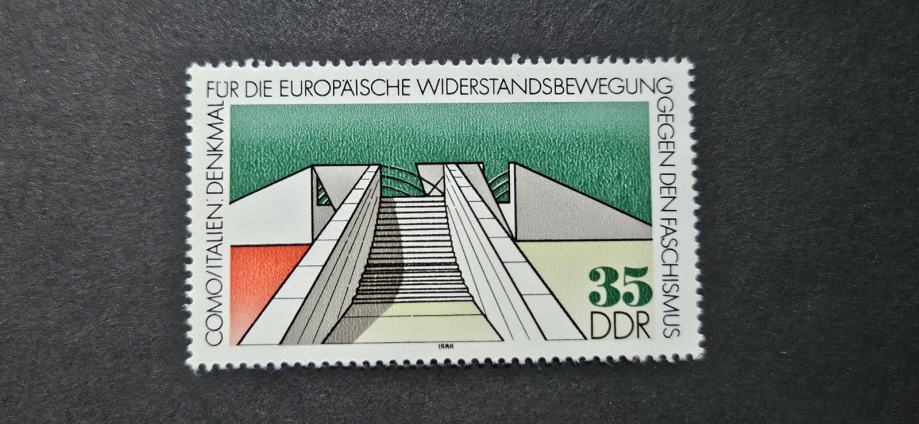 COMO/ITALIEN: DENKMAL
FÜR DIE EUROPÄISCHE WIDERSTANDSBEWEGUNG
GEGEN DEN FASCHISMUS
35
DDR
1988